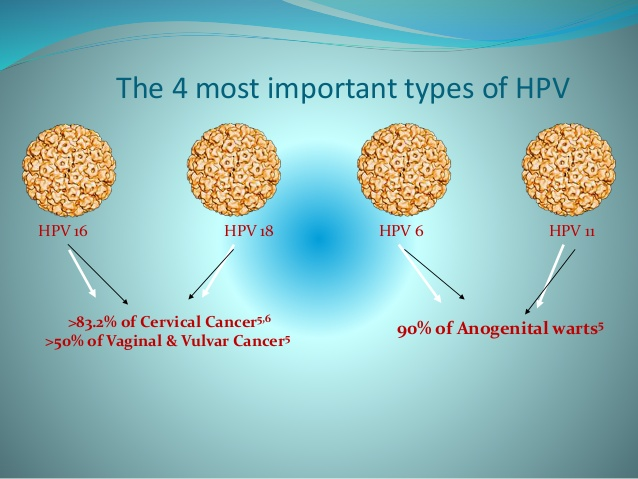 The 4 most important types of HPV
HPV 16
HPV 18
HPV 6
HPV 11
>83.2% of Cervical Cancer5,6
>50% of Vaginal & Vulvar Cancer5
90% of Anogenital warts5